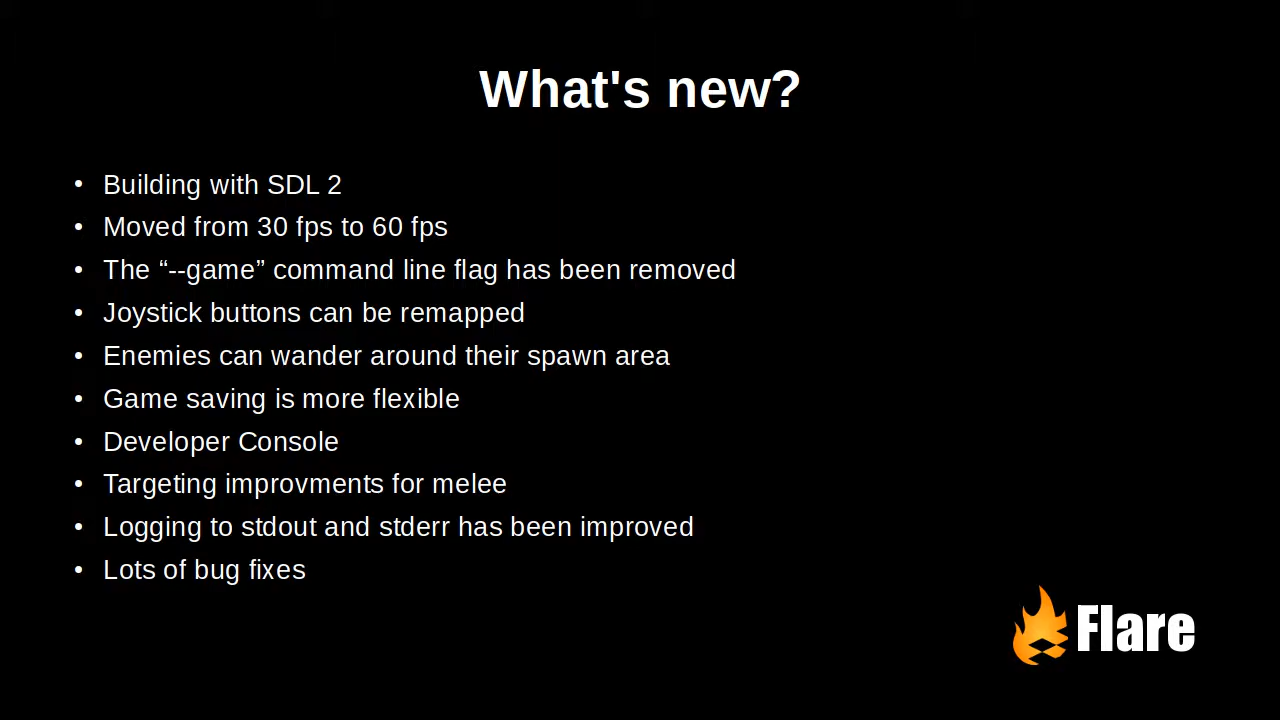 What's new?
• Building with SDL 2
• Moved from 30 fps to 60 fps
• The “--game” command line flag has been removed
• Joystick buttons can be remapped
• Enemies can wander around their spawn area
• Game saving is more flexible
• Developer Console
• Targeting improvments for melee
• Logging to stdout and stderr has been improved
• Lots of bug fixes
Flare